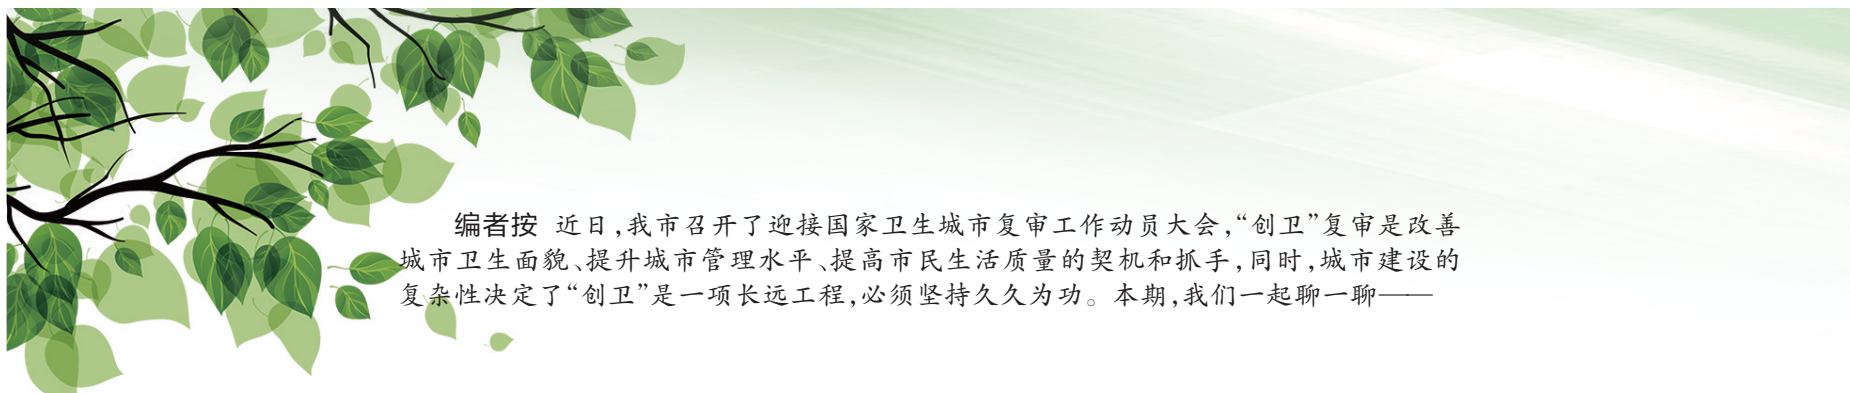 编者按 近日,我市召开了迎接国家卫生城市复审工作动员大会,“创卫”复审是改善
城市卫生面貌、提升城市管理水平、提高市民生活质量的契机和抓手,同时,城市建设的
复杂性决定了“创卫”是一项长远工程,必须坚持久久为功。本期,我们一起聊一聊——